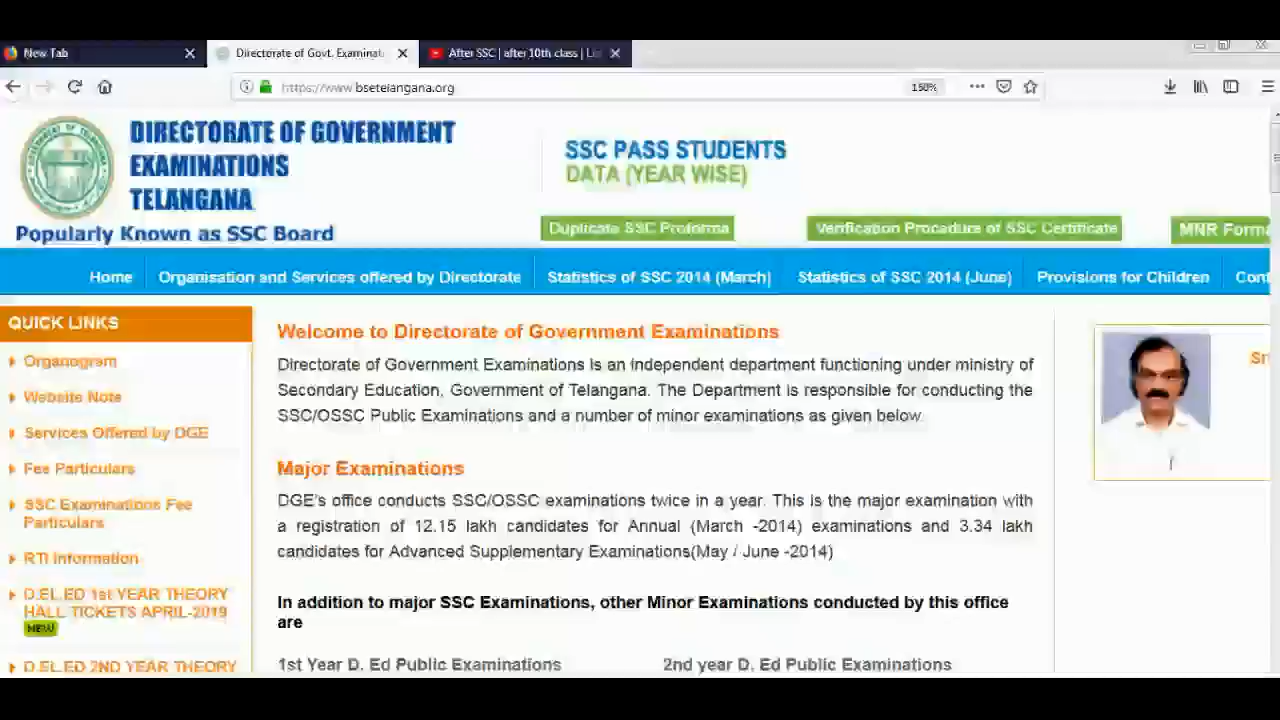 New Tab
Directorate of Govt. Examinat
After SSC | after 10th class | Li
https://www.bsetelangana.org
150%
DIRECTORATE OF GOVERNMENT
EXAMINATIONS
TELANGANA
Popularly Known as SSC Board
SSC PASS STUDENTS
DATA (YEAR WISE)
Duplicate SSC Proforma
Verification Procedure of SSC Certificate
MNR Forma
Home
Organisation and Services offered by Directorate
Statistics of SSC 2014 (March)
Statistics of SSC 2014 (June)
Provisions for Children
Cont
QUICK LINKS
Organogram
Website Note
Services Offered by DGE
Fee Particulars
SSC Examinations Fee
Particulars
RTI Information
D.EL.ED 1st YEAR THEORY
HALL TICKETS APRIL-2019
NEW
D.EL.ED 2ND YEAR THEORY
Welcome to Directorate of Government Examinations
Directorate of Government Examinations is an independent department functioning under ministry of
Secondary Education, Government of Telangana. The Department is responsible for conducting the
SSC/OSSC Public Examinations and a number of minor examinations as given below.
Major Examinations
DGE's office conducts SSC/OSSC examinations twice in a year. This is the major examination with
a registration of 12.15 lakh candidates for Annual (March -2014) examinations and 3.34 lakh
candidates for Advanced Supplementary Examinations(May / June -2014)
In addition to major SSC Examinations, other Minor Examinations conducted by this office
are
1st Year D. Ed Public Examinations
2nd year D. Ed Public Examinations